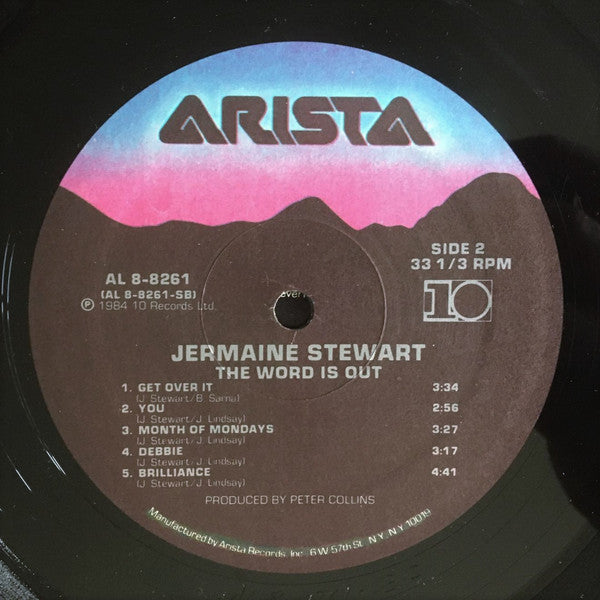 ARISTA
SIDE 2
33 1/3 RPM
AL 8-8261
(AL 8-8261-SB)
℗ 1984 10 Records Ltd.
10
JERMAINE STEWART
THE WORD IS OUT
1. GET OVER IT 3:34
(J. Stewart/B. Sarna)
2. YOU 2:56
(J. Stewart/J. Lindsay)
3. MONTH OF MONDAYS 3:27
(J. Stewart/J. Lindsay)
4. DEBBIE 3:17
(J. Stewart/J. Lindsay)
5. BRILLIANCE 4:41
(J. Stewart/J. Lindsay)
PRODUCED BY PETER COLLINS
Manufactured by Arista Records, Inc. 6 W. 57th St. N.Y., N.Y. 10019